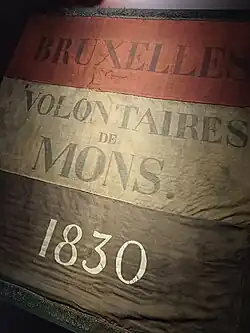 BRUXELLES
VOLONTAIRES
DE
MONS.
1830